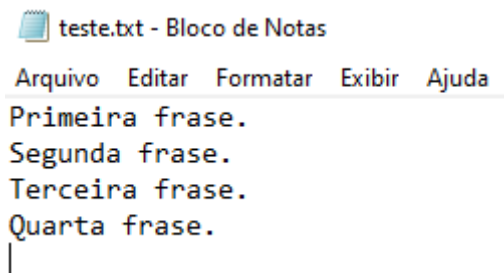 teste.txt - Bloco de Notas
Arquivo Editar Formatar Exibir Ajuda
Primeira frase.
Segunda frase.
Terceira frase.
Quarta frase.